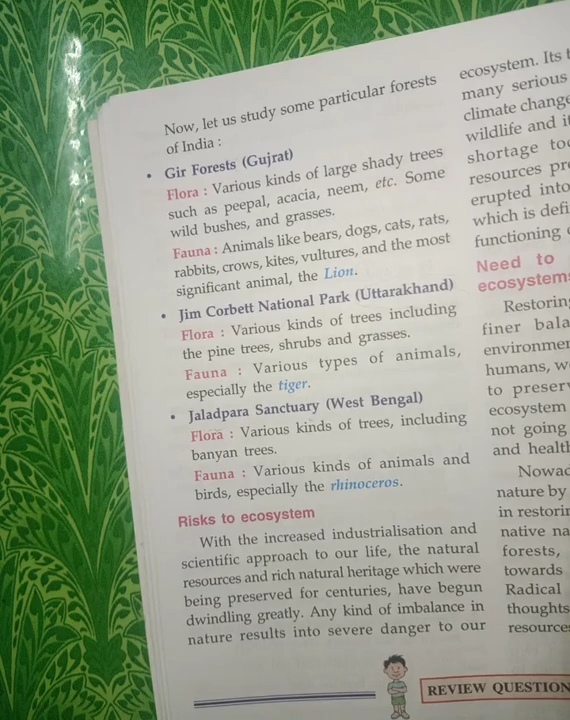 Now, let us study some particular forests
of India :
• Gir Forests (Gujrat)
Flora : Various kinds of large shady trees
such as peepal, acacia, neem, etc. Some
wild bushes, and grasses.
Fauna : Animals like bears, dogs, cats, rats,
rabbits, crows, kites, vultures, and the most
significant animal, the Lion.
• Jim Corbett National Park (Uttarakhand)
Flora : Various kinds of trees including
the pine trees, shrubs and grasses.
Fauna : Various types of animals,
especially the tiger.
• Jaladpara Sanctuary (West Bengal)
Flora : Various kinds of trees, including
banyan trees.
Fauna : Various kinds of animals and
birds, especially the rhinoceros.
Risks to ecosystem
With the increased industrialisation and
scientific approach to our life, the natural
resources and rich natural heritage which were
being preserved for centuries, have begun
dwindling greatly. Any kind of imbalance in
nature results into severe danger to our
ecosystem. Its
many serious
climate change
wildlife and
shortage
resources
erupted into
which is
functioning
Need to
ecosystem
Restoring
finer
humans,
to
ecosystem
not going
and
nature by
in
native
forests,
towards
Radical
thoughts
REVIEW QUESTION